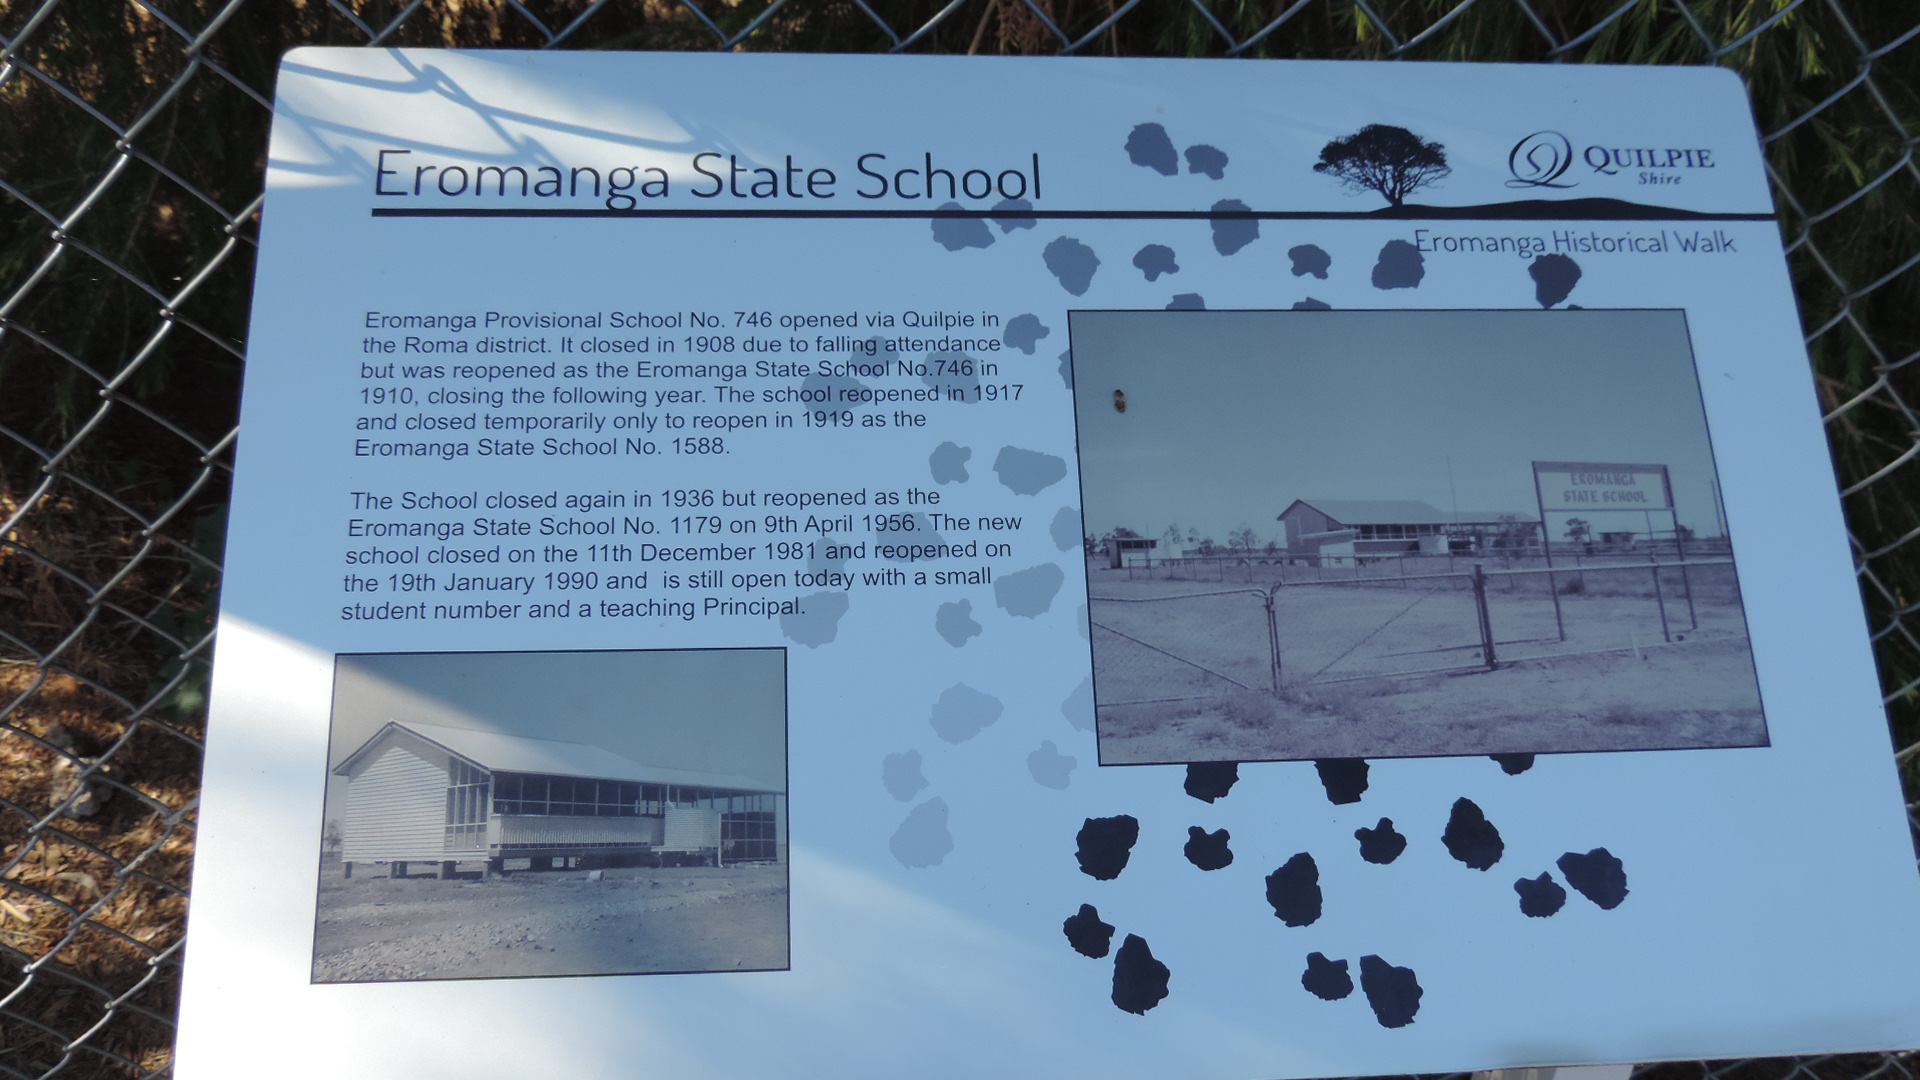 Eromanga State School
QUILPIE
Shire
Eromanga Historical Walk
Eromanga Provisional School No. 746 opened via Quilpie in
the Roma district. It closed in 1908 due to falling attendance
but was reopened as the Eromanga State School No.746 in
1910, closing the following year. The school reopened in 1917
and closed temporarily only to reopen in 1919 as the
Eromanga State School No. 1588.
The School closed again in 1936 but reopened as the
Eromanga State School No. 1179 on 9th April 1956. The new
school closed on the 11th December 1981 and reopened on
the 19th January 1990 and  is still open today with a small
student number and a teaching Principal.
EROMANGA
STATE SCHOOL